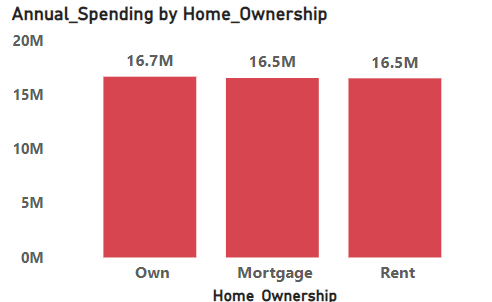 Annual_Spending by Home_Ownership
20M
16.7M 16.5M 16.5M
15M
10M
5M
0M
Own Mortgage Rent
Home_Ownership